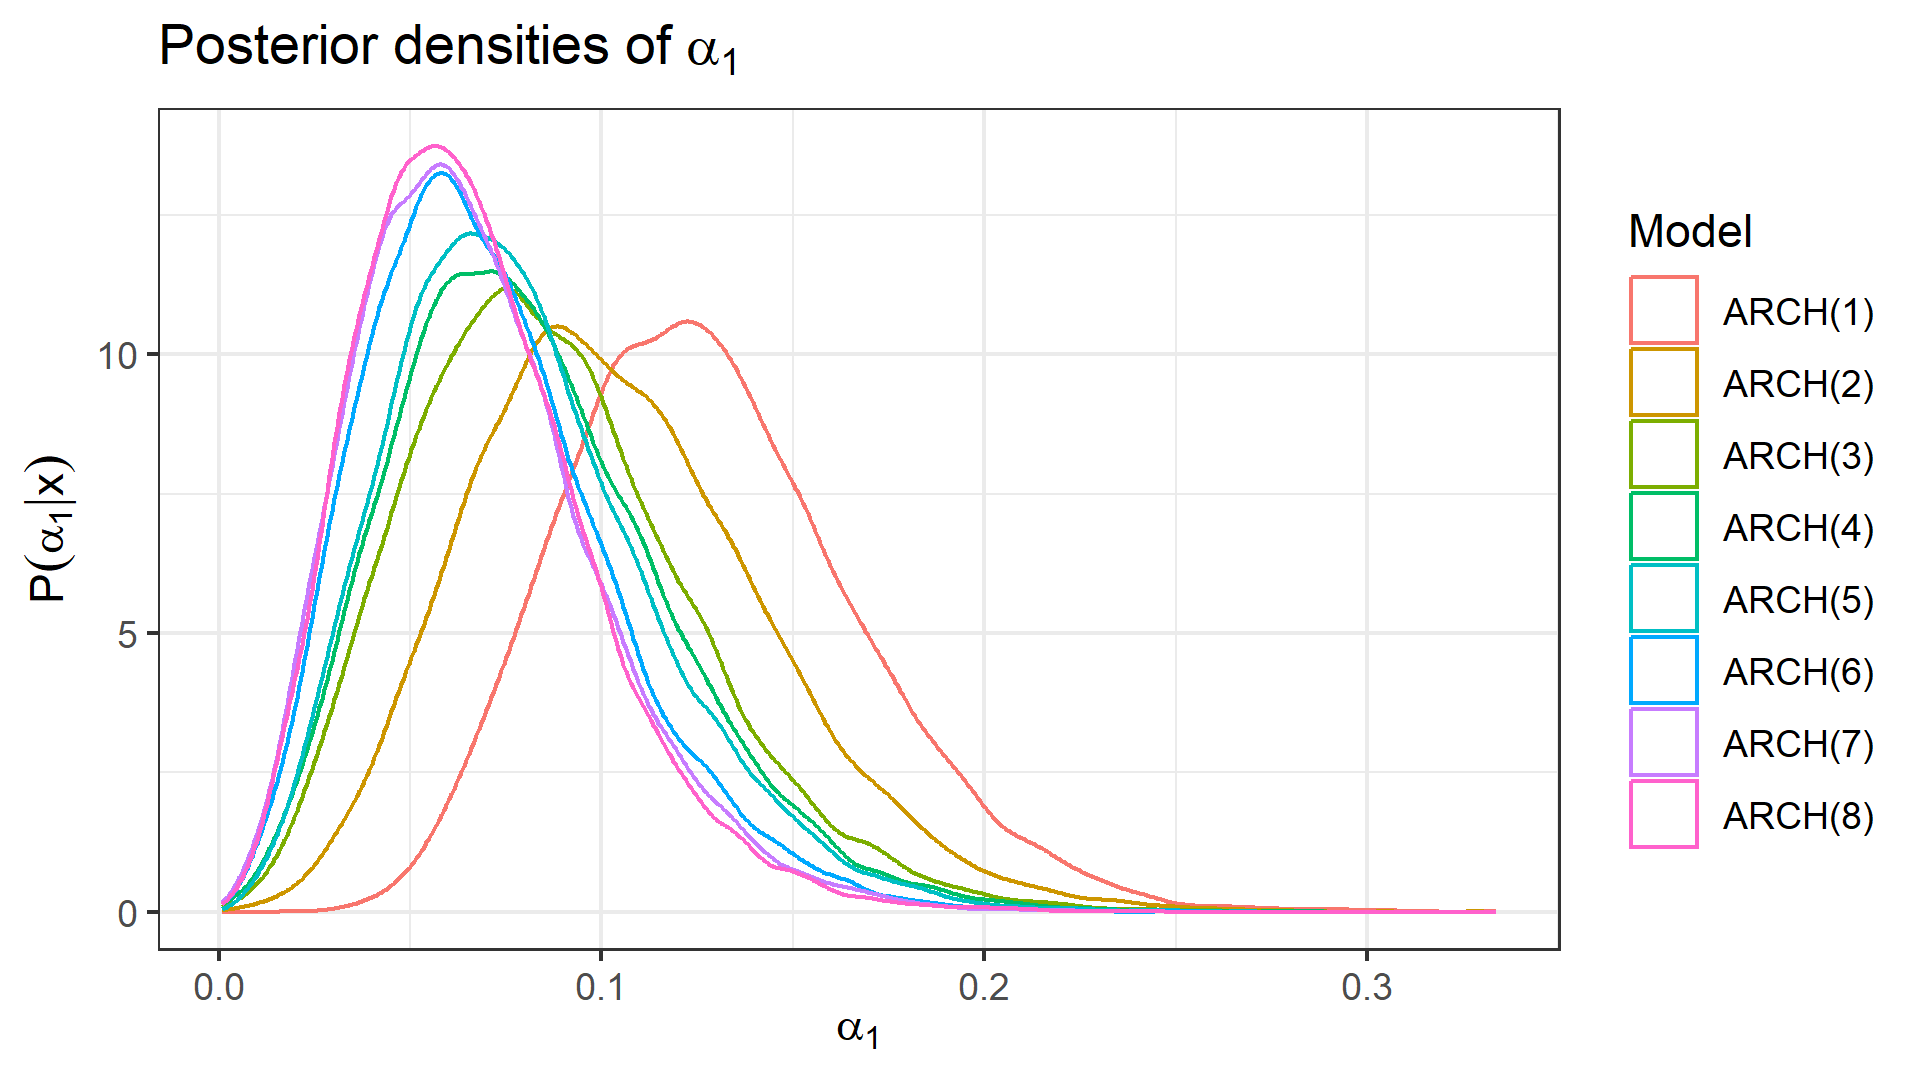 Posterior densities of α₁
P(α₁|x)
10
5
0
0.0
0.1
0.2
0.3
α₁
Model
ARCH(1)
ARCH(2)
ARCH(3)
ARCH(4)
ARCH(5)
ARCH(6)
ARCH(7)
ARCH(8)